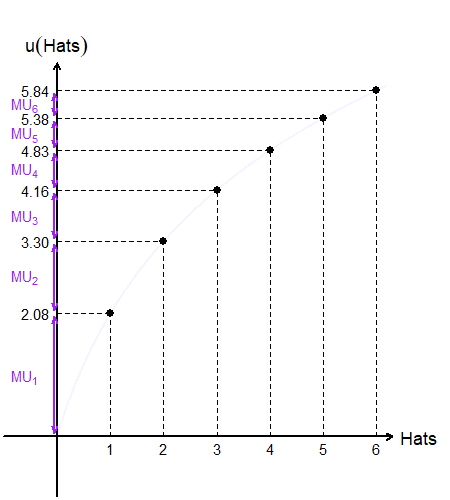 u(Hats)
5.84
MU₆
5.38
MU₅
4.83
MU₄
4.16
MU₃
3.30
MU₂
2.08
MU₁
Hats
1 2 3 4 5 6